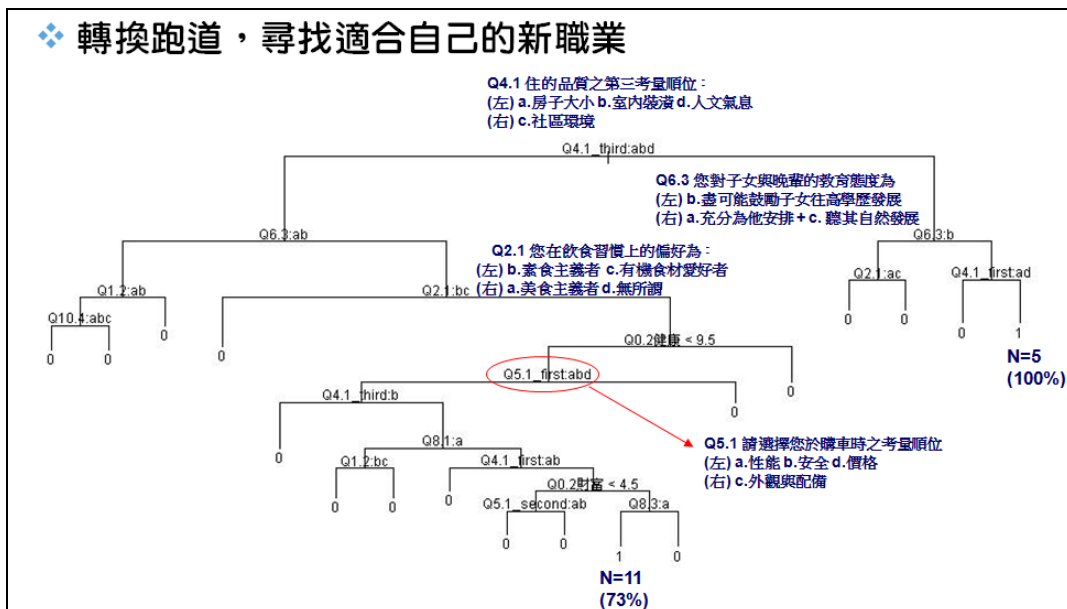 轉換跑道，尋找適合自己的新職業
Q4.1 住的品質之第三考量順位：
(左) a.房子大小 b.室內裝潢 d.人文氣息
(右) c.社區環境
Q4.1_third:abd
Q6.3 您對子女與晚輩的教育態度為
(左) b.盡可能鼓勵子女往高學歷發展
(右) a.充分為他安排 + c. 聽其自然發展
Q6.3:ab
Q6.3:b
Q2.1 您在飲食習慣上的偏好為：
(左) b.素食主義者 c.有機食材愛好者
(右) a.美食主義者 d.無所謂
Q1.2:ab
Q2.1:bc
Q2.1:ac
Q4.1_first:ad
Q10.4:abc
0
0
0
0
1
0
0
0
Q0.2健康 < 9.5
N=5
(100%)
Q5.1_first:abd
0
Q4.1_third:b
0
Q5.1 請選擇您於購車時之考量順位
(左) a.性能 b.安全 d.價格
(右) c.外觀與配備
Q8.1:a
0
Q1.2:bc
Q4.1_first:ab
0
0
0
Q0.2財富 < 4.5
Q5.1_second:ab
Q8.3:a
0
0
1
0
N=11
(73%)